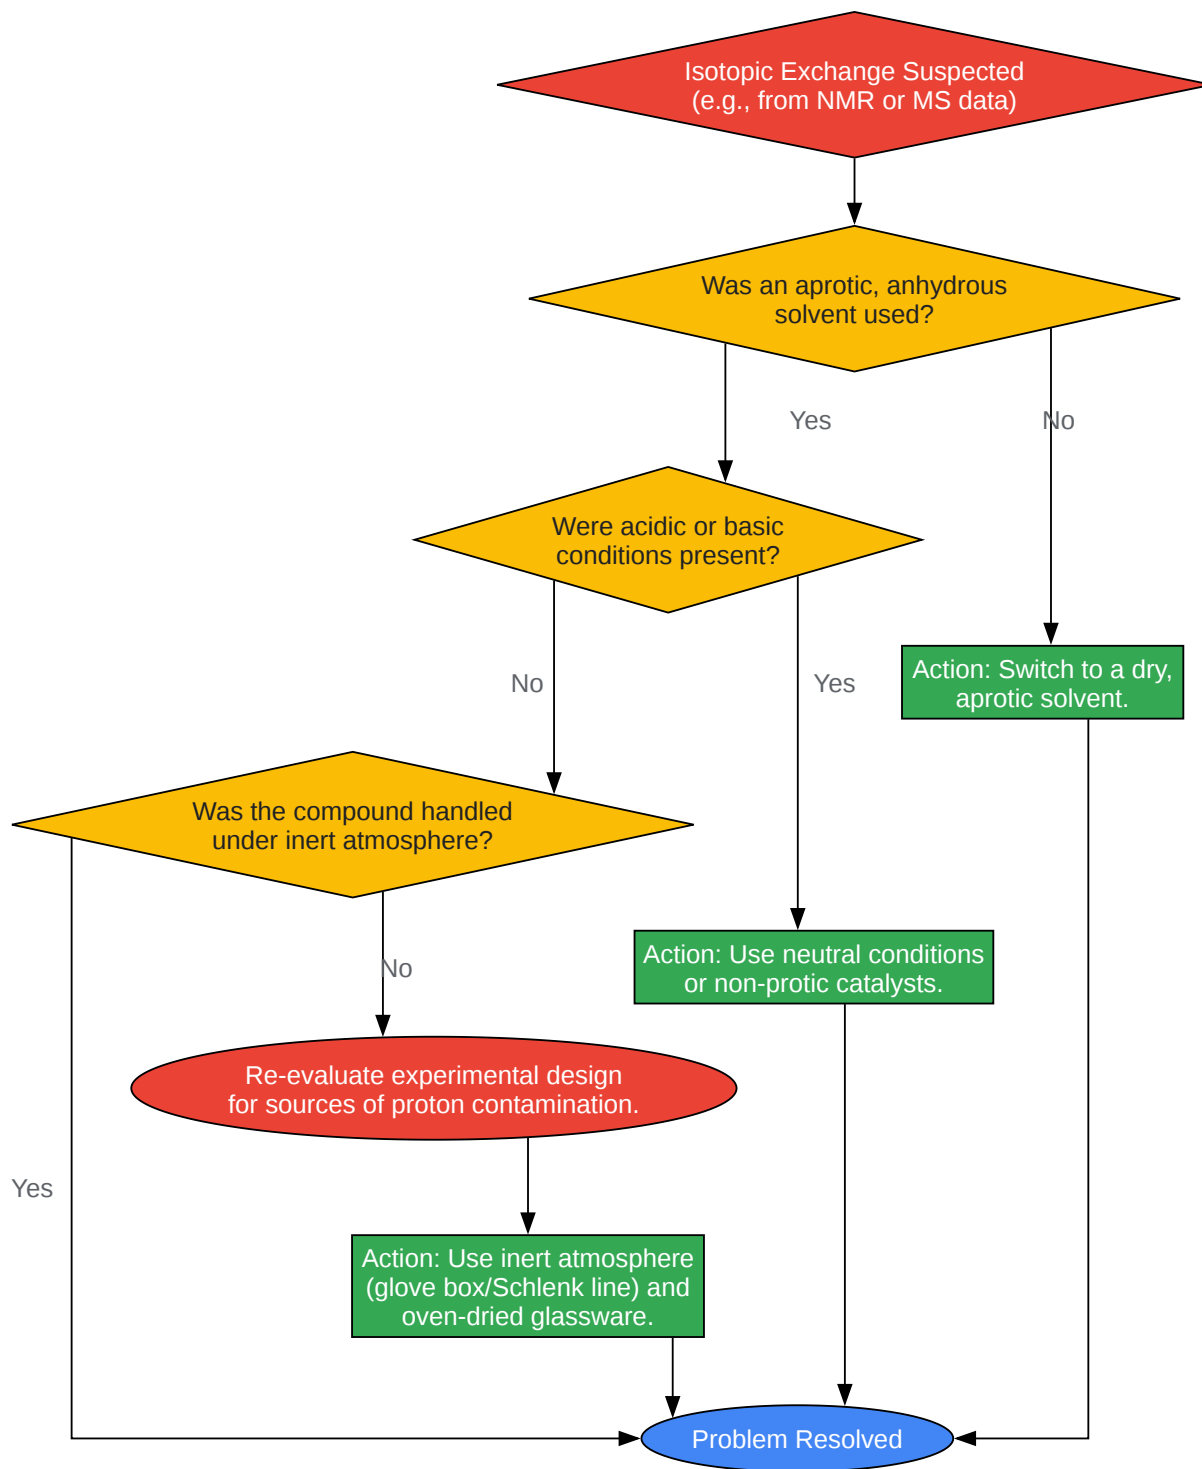 Isotopic Exchange Suspected
(e.g., from NMR or MS data)
Was an aprotic, anhydrous
solvent used?
Yes
No
Were acidic or basic
conditions present?
No
Yes
Action: Switch to a dry,
aprotic solvent.
Was the compound handled
under inert atmosphere?
Action: Use neutral conditions
or non-protic catalysts.
No
Re-evaluate experimental design
for sources of proton contamination.
Yes
Action: Use inert atmosphere
(glove box/Schlenk line) and
oven-dried glassware.
Problem Resolved